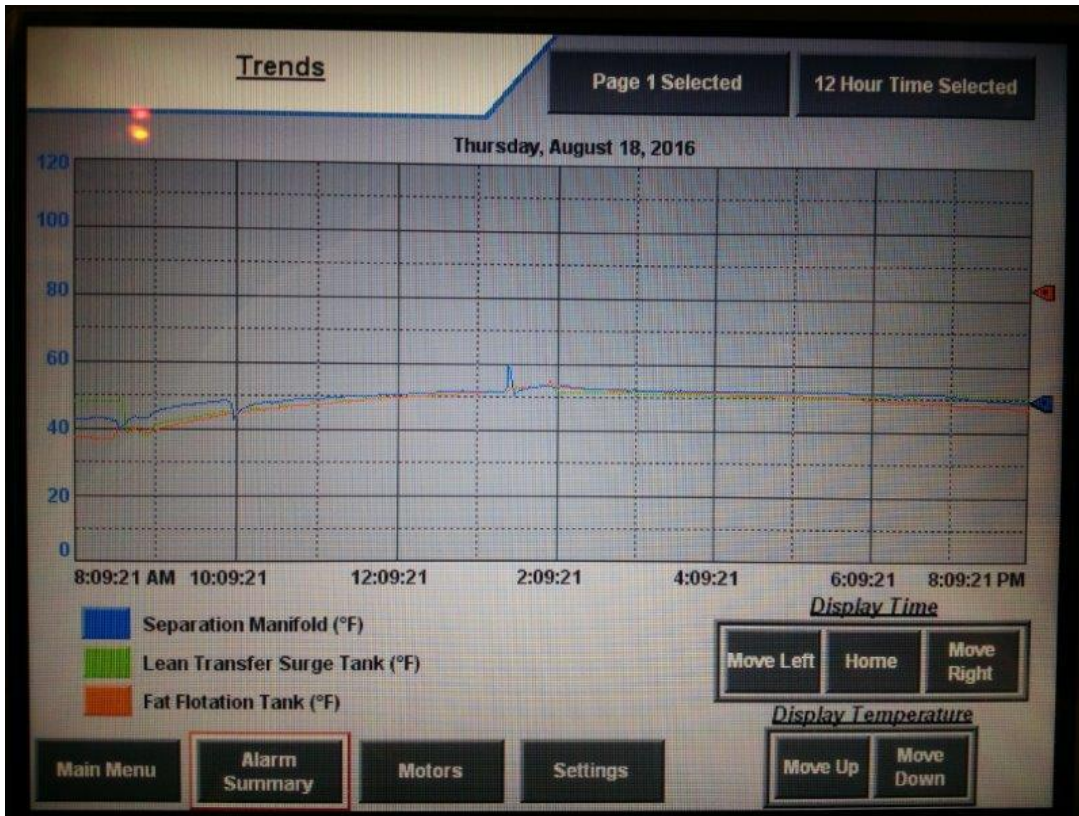 Trends
Page 1 Selected
12 Hour Time Selected
Thursday, August 18, 2016
120
100
80
60
40
20
0
8:09:21 AM 10:09:21 12:09:21 2:09:21 4:09:21 6:09:21 8:09:21 PM
Separation Manifold (°F)
Lean Transfer Surge Tank (°F)
Fat Flotation Tank (°F)
Display Time
Move Left
Home
Move
Right
Display Temperature
Move Up
Move
Down
Main Menu
Alarm
Summary
Motors
Settings